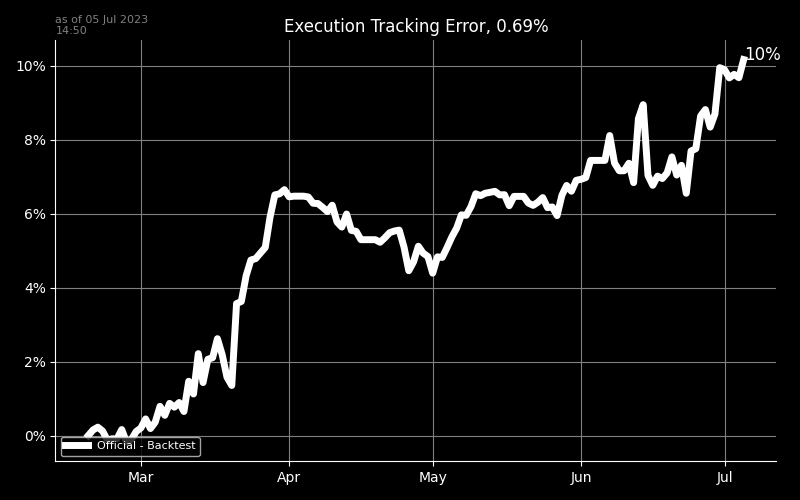 as of 05 Jul 2023
14:50
Execution Tracking Error, 0.69%
10%
10%
8%
6%
4%
2%
0%
Official - Backtest
Mar
Apr
May
Jun
Jul